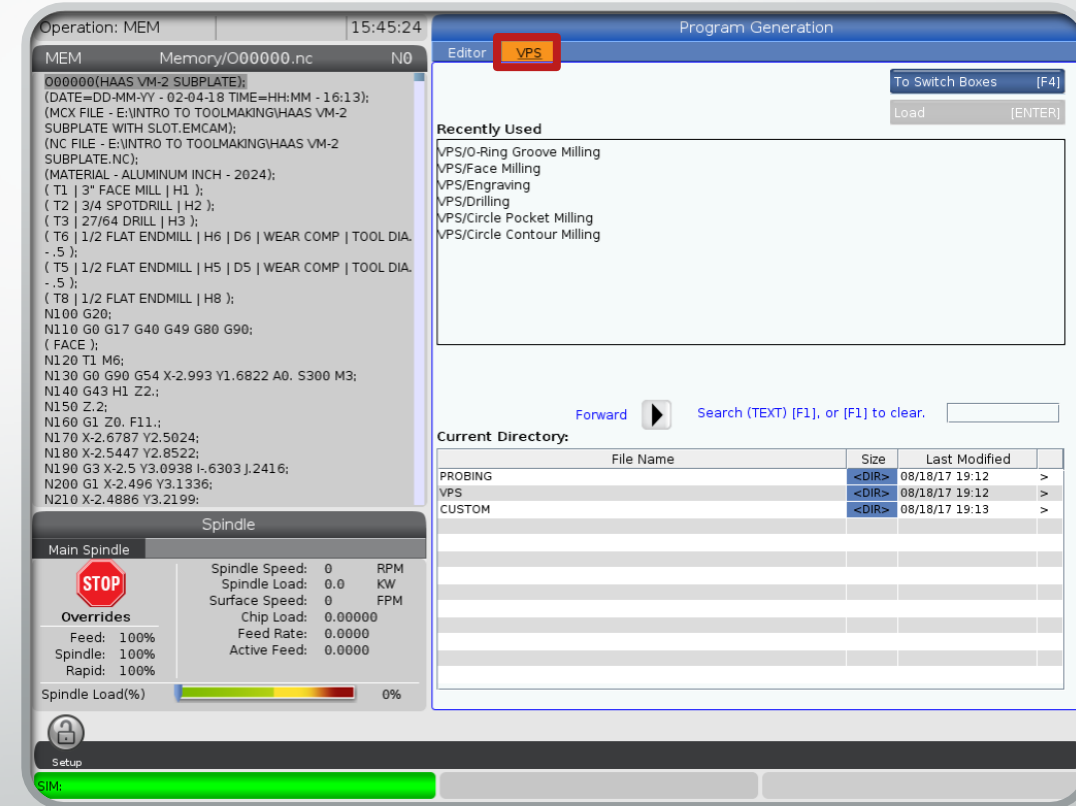 Operation: MEM 15:45:24
MEM Memory/O00000.nc N0
O00000(HAAS VM-2 SUBPLATE);
(DATE=DD-MM-YY - 02-04-18 TIME=HH:MM - 16:13);
(MCX FILE - E:\INTRO TO TOOLMAKING\HAAS VM-2
SUBPLATE WITH SLOT.EMCAM);
(NC FILE - E:\INTRO TO TOOLMAKING\HAAS VM-2
SUBPLATE.NC);
(MATERIAL - ALUMINUM INCH - 2024);
( T1 | 3" FACE MILL | H1 );
( T2 | 3/4 SPOTDRILL | H2 );
( T3 | 27/64 DRILL | H3 );
( T6 | 1/2 FLAT ENDMILL | H6 | D6 | WEAR COMP | TOOL DIA.
- .5 );
( T5 | 1/2 FLAT ENDMILL | H5 | D5 | WEAR COMP | TOOL DIA.
- .5 );
( T8 | 1/2 FLAT ENDMILL | H8 );
N100 G20;
N110 G0 G17 G40 G49 G80 G90;
( FACE );
N120 T1 M6;
N130 G0 G90 G54 X-2.993 Y1.6822 A0. S300 M3;
N140 G43 H1 Z2.;
N150 Z.2;
N160 G1 Z0. F11.;
N170 X-2.6787 Y2.5024;
N180 X-2.5447 Y2.8522;
N190 G3 X-2.5 Y3.0938 I-.6303 J.2416;
N200 G1 X-2.496 Y3.1336;
N210 X-2.4886 Y3.2199;
Spindle
Main Spindle
STOP
Overrides
Feed: 100%
Spindle: 100%
Rapid: 100%
Spindle Speed: 0 RPM
Spindle Load: 0.0 KW
Surface Speed: 0 FPM
Chip Load: 0.00000
Feed Rate: 0.0000
Active Feed: 0.0000
Spindle Load(%) 0%
Setup
SIM:
Program Generation
Editor VPS
To Switch Boxes [F4]
Load [ENTER]
Recently Used
VPS/O-Ring Groove Milling
VPS/Face Milling
VPS/Engraving
VPS/Drilling
VPS/Circle Pocket Milling
VPS/Circle Contour Milling
Forward Search (TEXT) [F1], or [F1] to clear.
Current Directory:
File Name Size Last Modified
PROBING <DIR> 08/18/17 19:12 >
VPS <DIR> 08/18/17 19:12 >
CUSTOM <DIR> 08/18/17 19:13 >